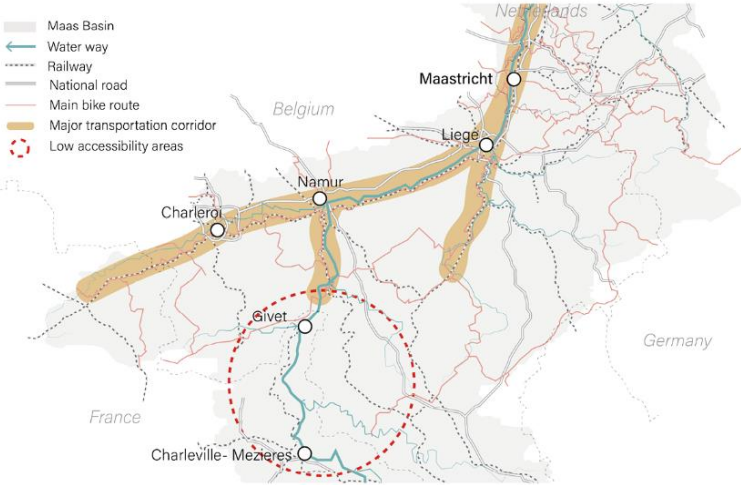 Maas Basin
Water way
Railway
National road
Main bike route
Major transportation corridor
Low accessibility areas
Netherlands
Maastricht
Belgium
Liege
Namur
Charleroi
Givet
Germany
France
Charleville- Mezieres